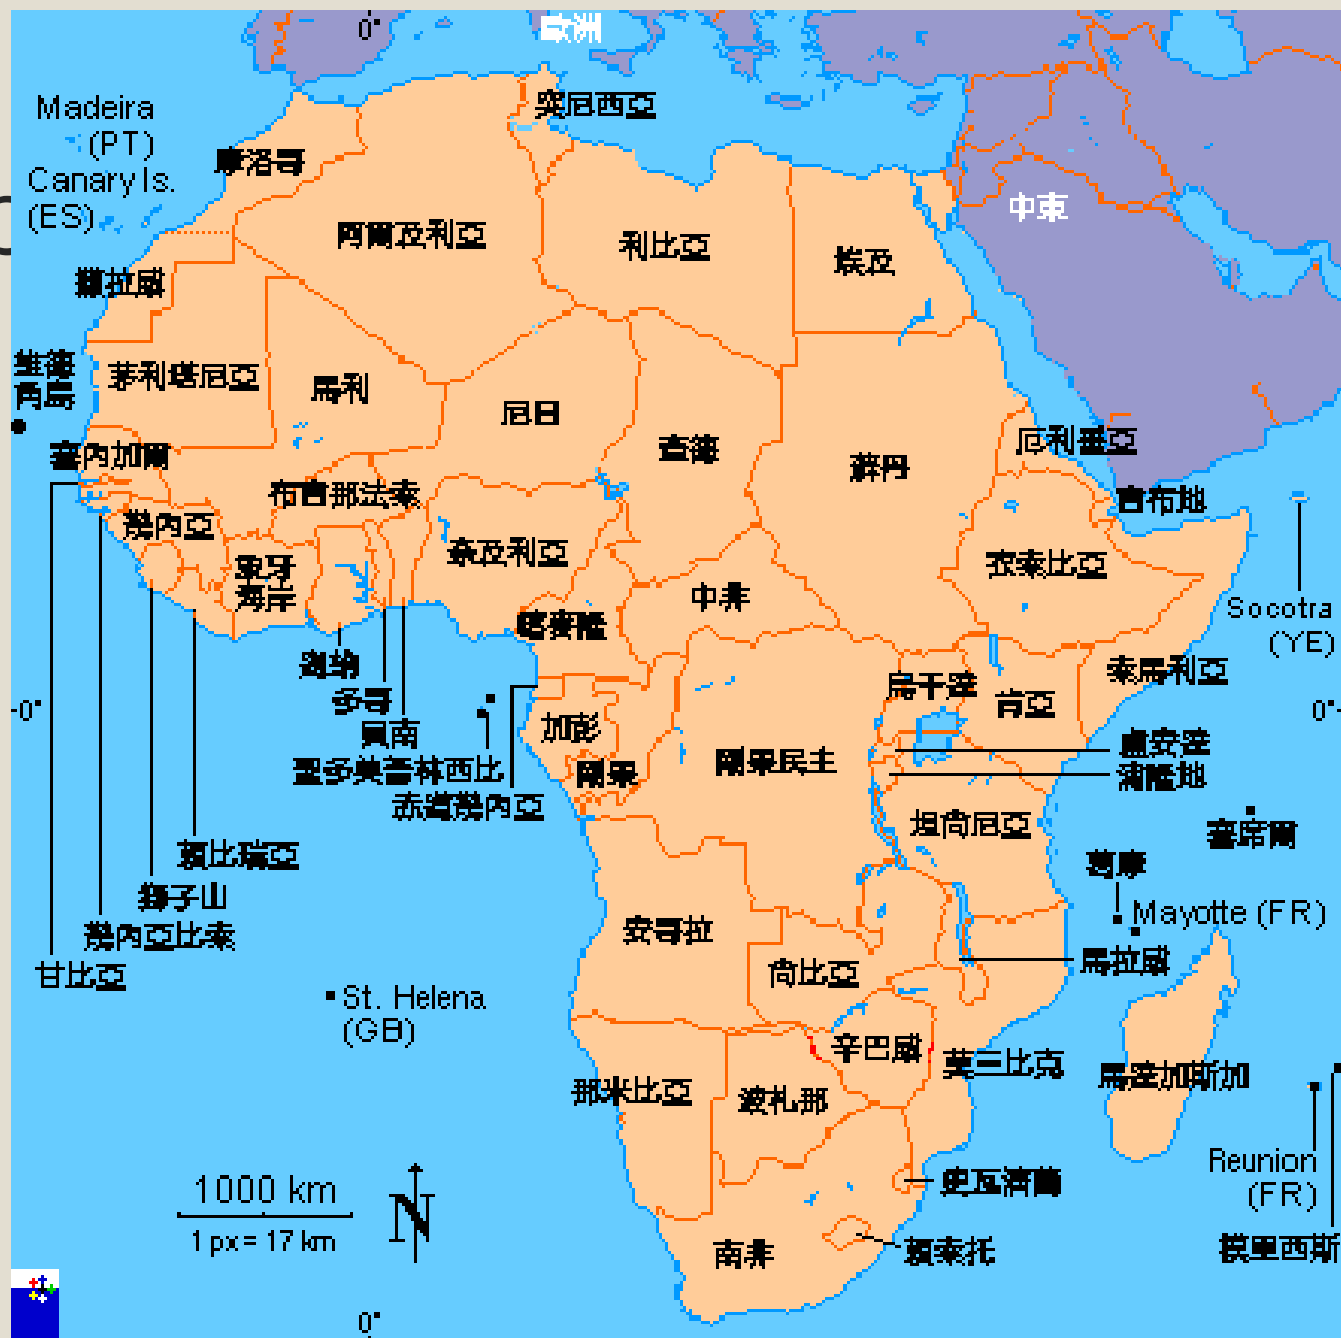 0°
歐洲
Madeira
(PT)
突尼西亞
摩洛哥
Canary Is.
(ES)
中東
阿爾及利亞
利比亞
埃及
茅利塔尼亞
馬利
尼日
查德
蘇丹
厄利垂亞
塞內加爾
布吉那法索
吉布地
幾內亞
奈及利亞
衣索比亞
象牙
海岸
中非
喀麥隆
Socotra
(YE)
迦納
索馬利亞
烏干達
多哥
肯亞
0°
0°
貝南
加彭
剛果
剛果民主
盧安達
蒲隆地
聖多美普林西比
赤道幾內亞
坦尚尼亞
塞席爾
賴比瑞亞
葛摩
獅子山
Mayotte (FR)
幾內亞比索
安哥拉
馬拉威
甘比亞
尚比亞
St. Helena
(GB)
辛巴威
莫三比克
馬達加斯加
那米比亞
波札那
Reunion
(FR)
史瓦濟蘭
1000 km
N
1 px = 17 km
南非
賴索托
模里西斯
0°